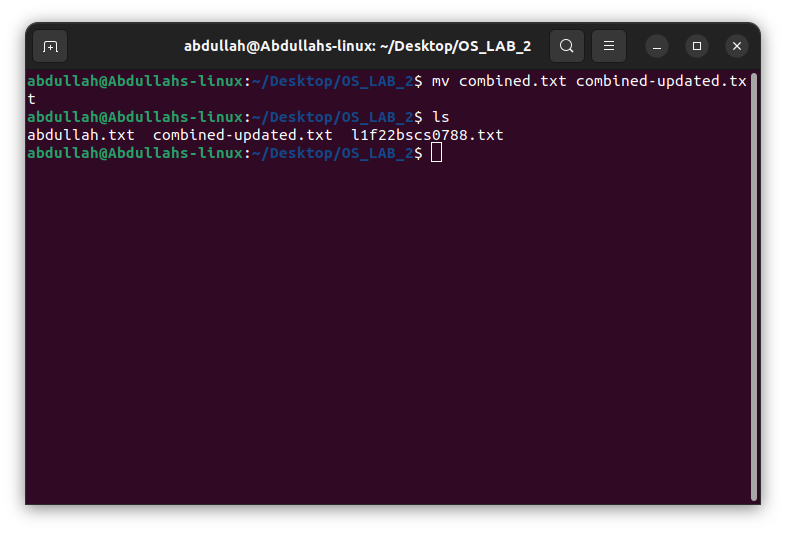 abdullah@Abdullahs-linux: ~/Desktop/OS_LAB_2
abdullah@Abdullahs-linux:~/Desktop/OS_LAB_2$ mv combined.txt combined-updated.tx
t
abdullah@Abdullahs-linux:~/Desktop/OS_LAB_2$ ls
abdullah.txt  combined-updated.txt  l1f22bscs0788.txt
abdullah@Abdullahs-linux:~/Desktop/OS_LAB_2$